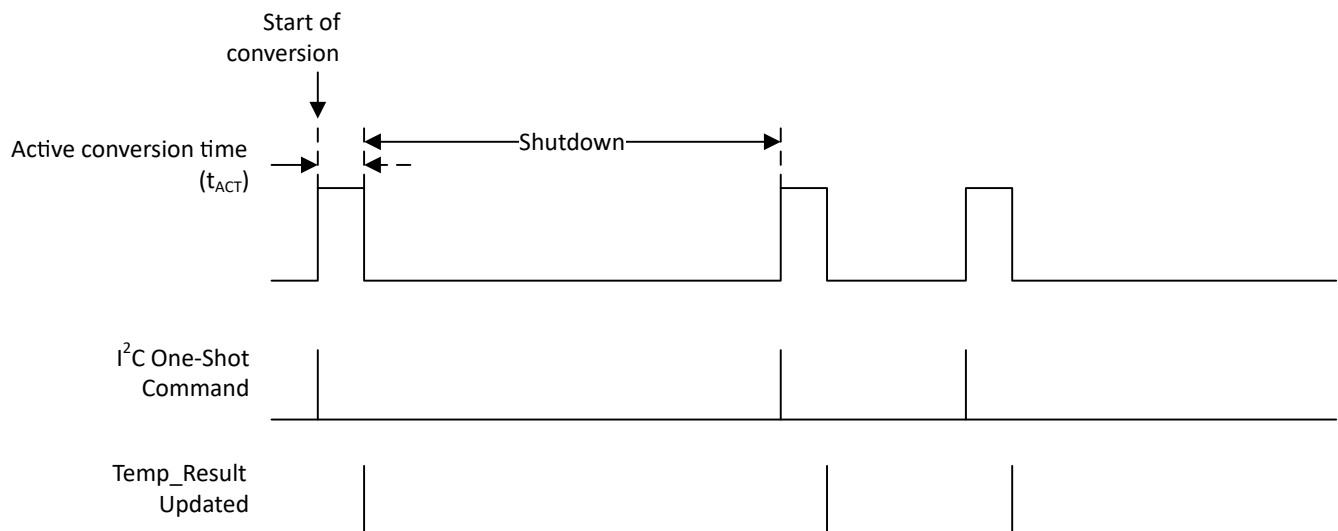 Start of
conversion
Active conversion time
(tACT)
Shutdown
I2C One-Shot
Command
Temp_Result
Updated